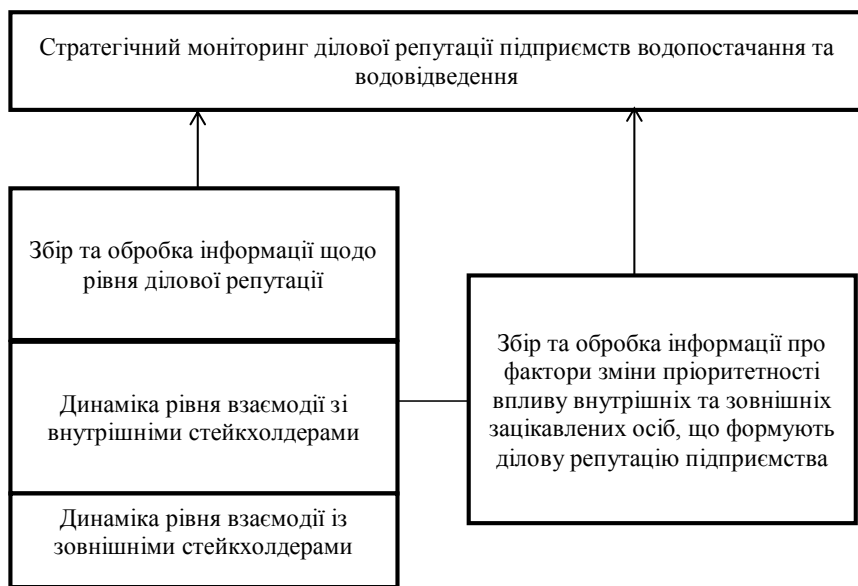 Стратегічний моніторинг ділової репутації підприємств водопостачання та
водовідведення
Збір та обробка інформації щодо
рівня ділової репутації
Динаміка рівня взаємодії зі
внутрішніми стейкхолдерами
Динаміка рівня взаємодії із
зовнішніми стейкхолдерами
Збір та обробка інформації про
фактори зміни пріоритетності
впливу внутрішніх та зовнішніх
зацікавлених осіб, що формують
ділову репутацію підприємства